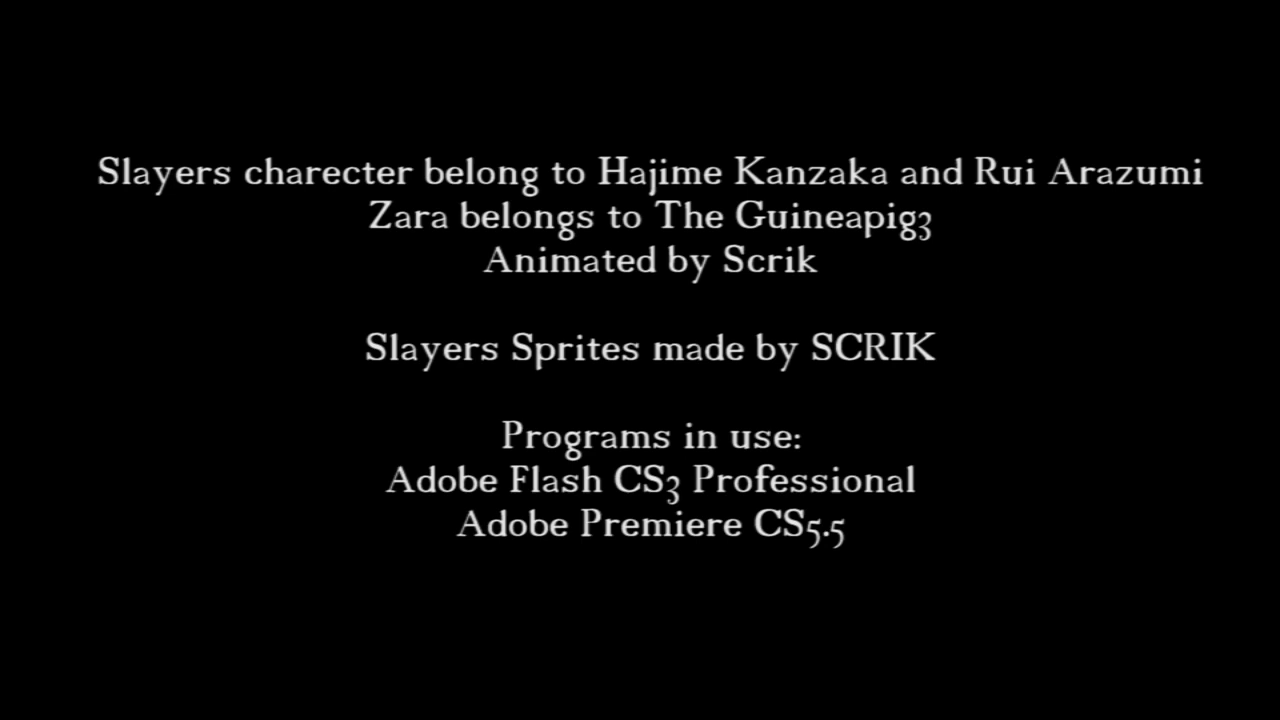 Slayers charecter belong to Hajime Kanzaka and Rui Arazumi
Zara belongs to The Guineapig3
Animated by Scrik
Slayers Sprites made by SCRIK
Programs in use:
Adobe Flash CS3 Professional
Adobe Premiere CS5.5